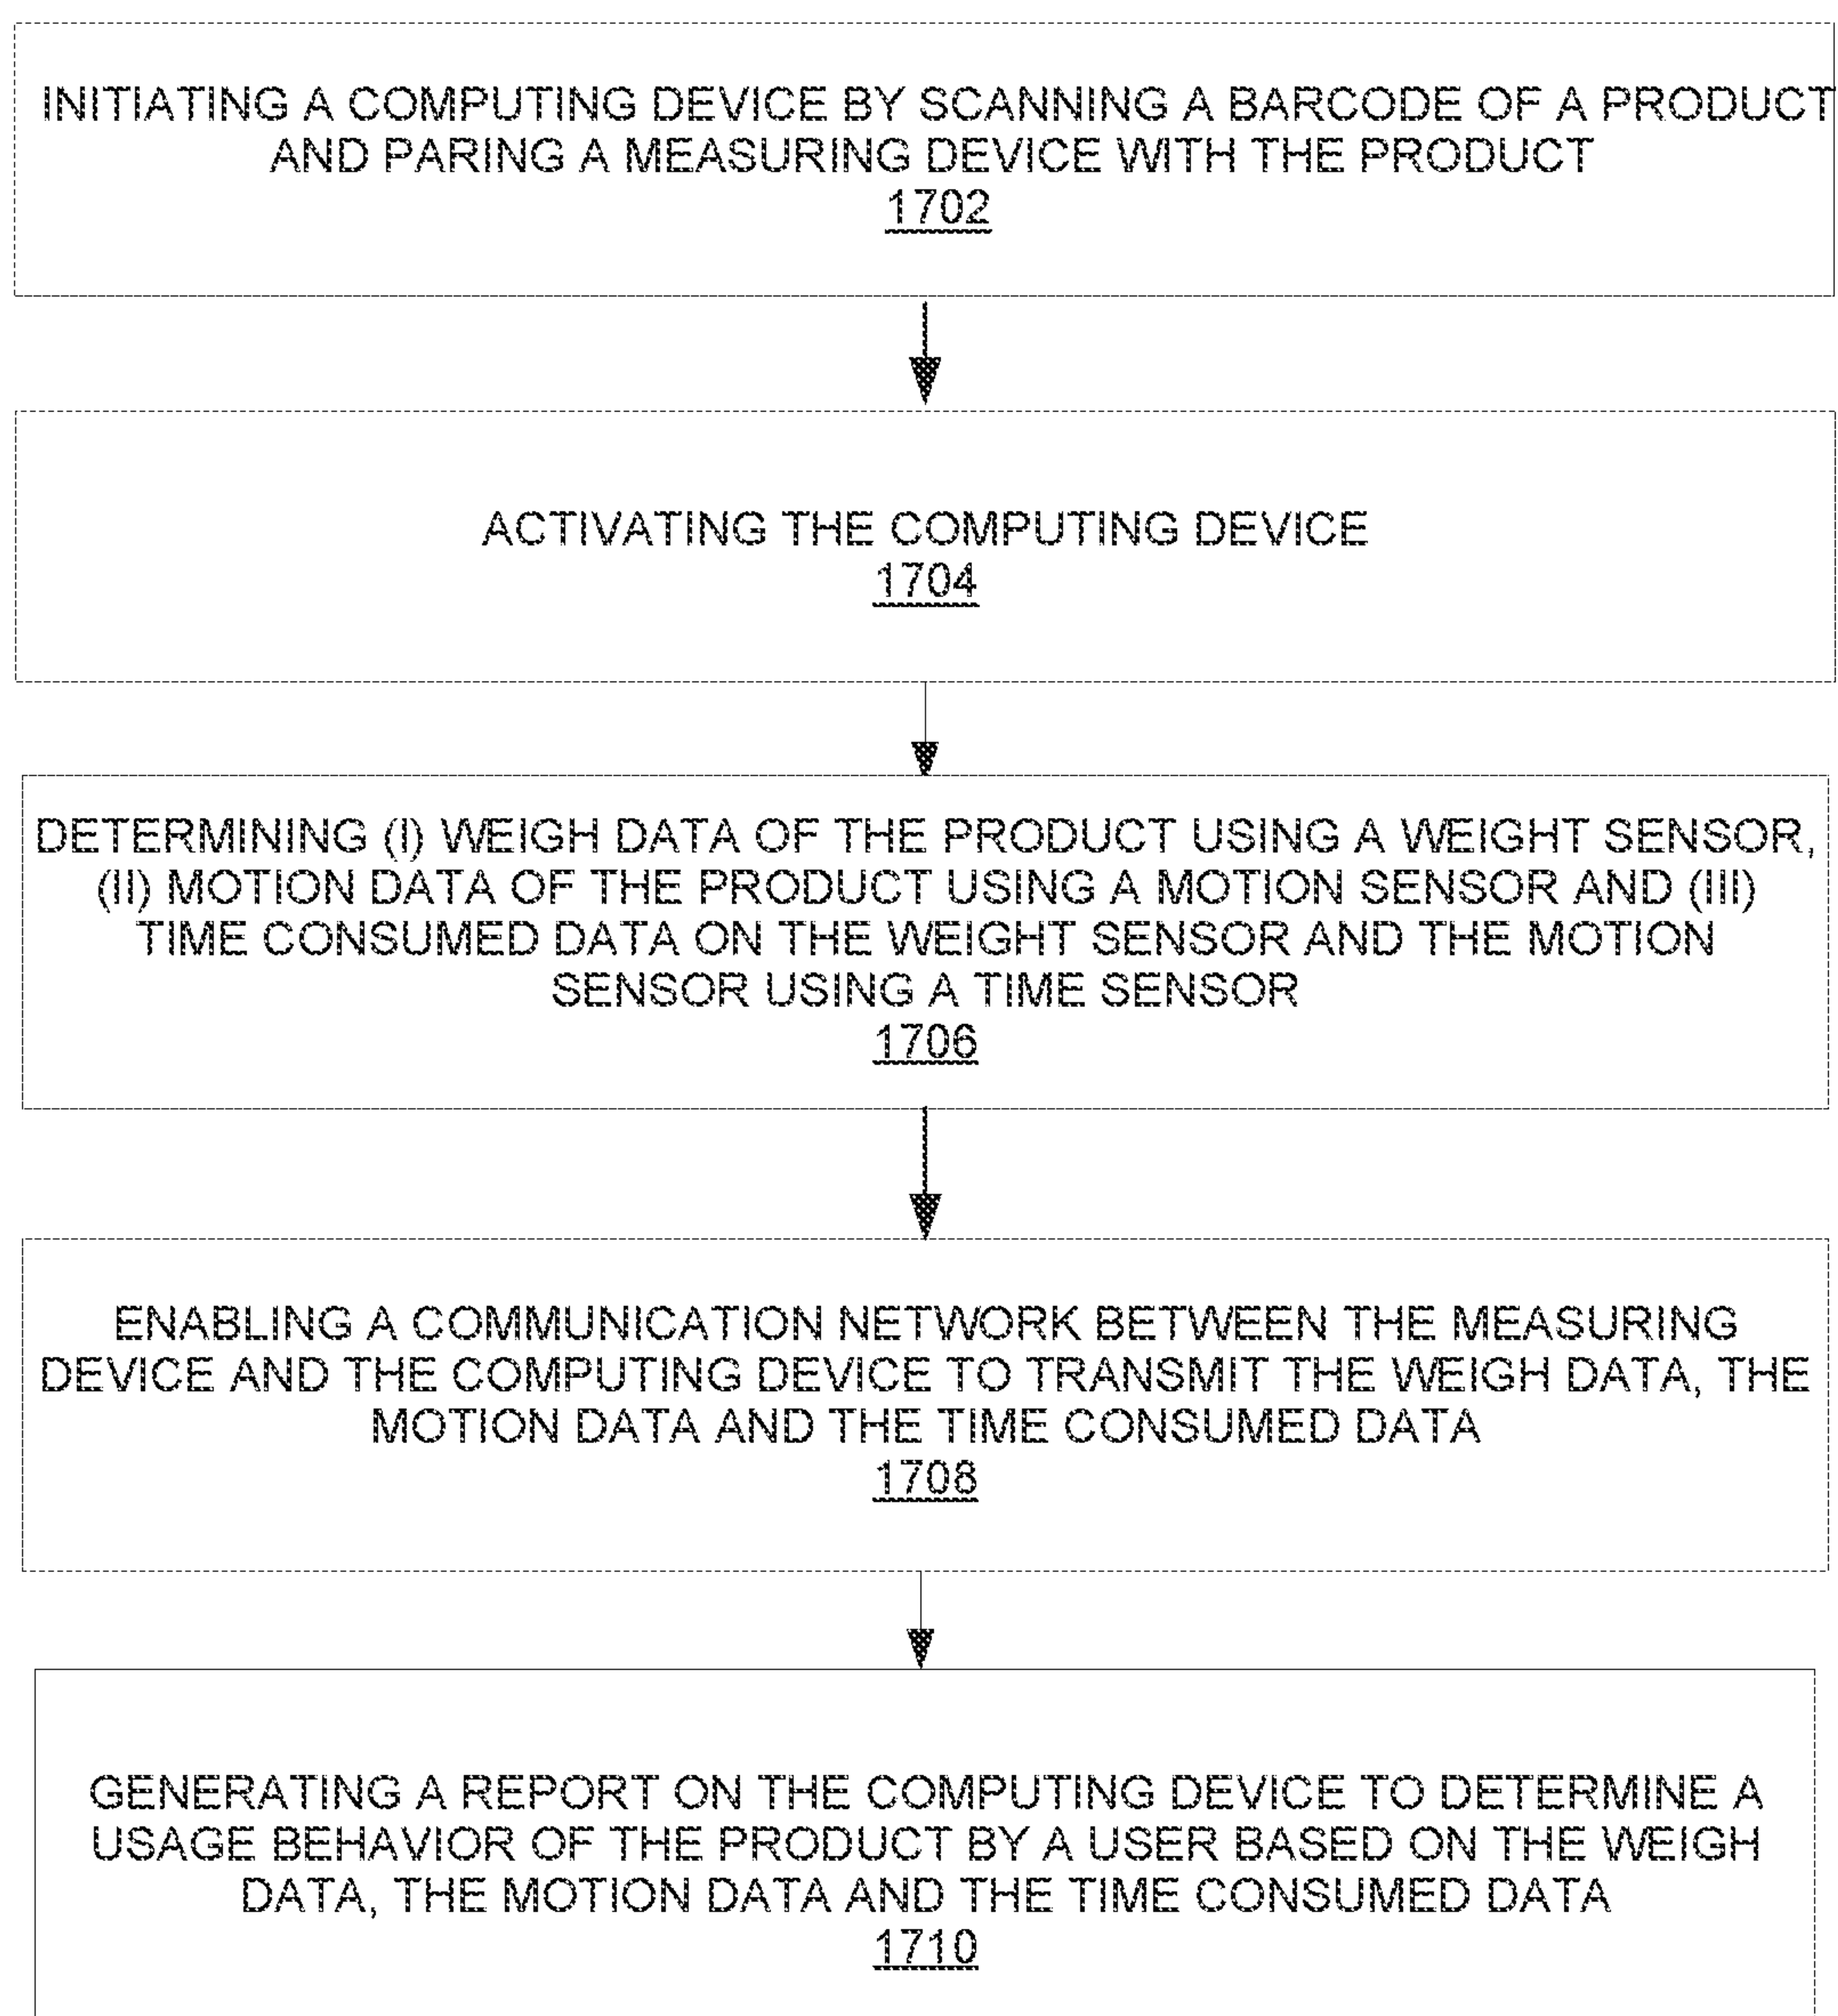 INITIATING A COMPUTING DEVICE BY SCANNING A BARCODE OF A PRODUCT
AND PARING A MEASURING DEVICE WITH THE PRODUCT
1702
ACTIVATING THE COMPUTING DEVICE
1704
DETERMINING (I) WEIGH DATA OF THE PRODUCT USING A WEIGHT SENSOR,
(II) MOTION DATA OF THE PRODUCT USING A MOTION SENSOR AND (III)
TIME CONSUMED DATA ON THE WEIGHT SENSOR AND THE MOTION
SENSOR USING A TIME SENSOR
1706
ENABLING A COMMUNICATION NETWORK BETWEEN THE MEASURING
DEVICE AND THE COMPUTING DEVICE TO TRANSMIT THE WEIGH DATA, THE
MOTION DATA AND THE TIME CONSUMED DATA
1708
GENERATING A REPORT ON THE COMPUTING DEVICE TO DETERMINE A
USAGE BEHAVIOR OF THE PRODUCT BY A USER BASED ON THE WEIGH
DATA, THE MOTION DATA AND THE TIME CONSUMED DATA
1710